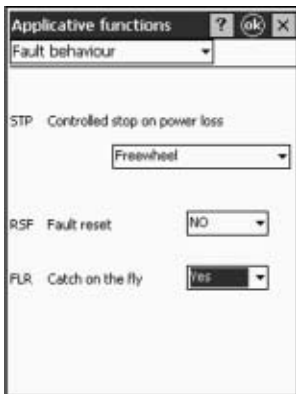 Applicative functions ? ok ×
Fault behaviour
STP Controlled stop on power loss
Freewheel
RSF Fault reset NO
FLR Catch on the fly Yes